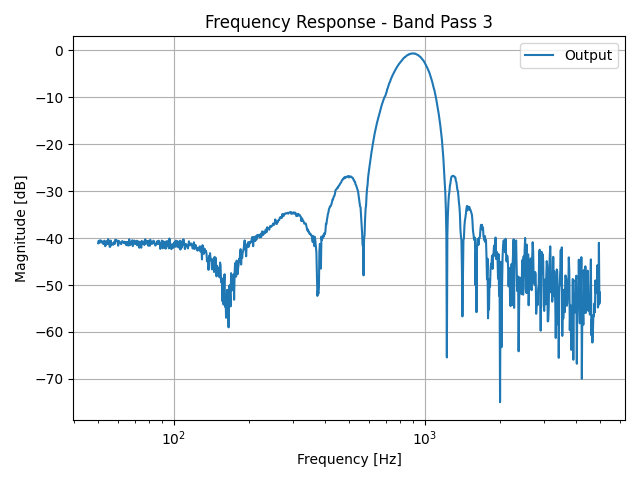 Frequency Response - Band Pass 3
Output
0
−10
−20
−30
−40
−50
−60
−70
Magnitude [dB]
10²
10³
Frequency [Hz]